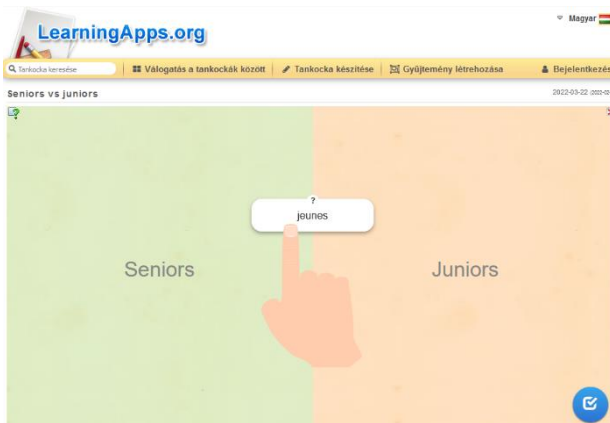 LearningApps.org
Magyar
Tankocka keresése
Válogatás a tankockák között
Tankocka készítése
Gyűjtemény létrehozása
Bejelentkezés
Seniors vs juniors
2022-03-22
?
jeunes
Seniors
Juniors